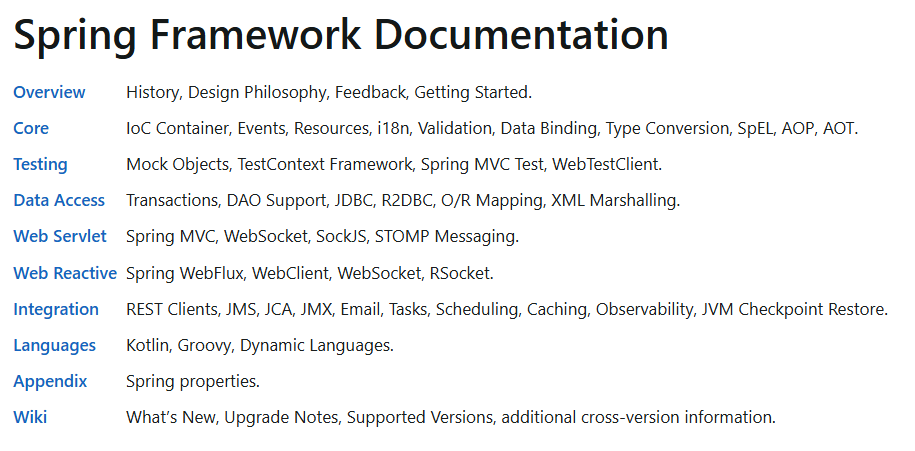 Spring Framework Documentation
Overview History, Design Philosophy, Feedback, Getting Started.
Core IoC Container, Events, Resources, i18n, Validation, Data Binding, Type Conversion, SpEL, AOP, AOT.
Testing Mock Objects, TestContext Framework, Spring MVC Test, WebTestClient.
Data Access Transactions, DAO Support, JDBC, R2DBC, O/R Mapping, XML Marshalling.
Web Servlet Spring MVC, WebSocket, SockJS, STOMP Messaging.
Web Reactive Spring WebFlux, WebClient, WebSocket, RSocket.
Integration REST Clients, JMS, JCA, JMX, Email, Tasks, Scheduling, Caching, Observability, JVM Checkpoint Restore.
Languages Kotlin, Groovy, Dynamic Languages.
Appendix Spring properties.
Wiki What’s New, Upgrade Notes, Supported Versions, additional cross-version information.